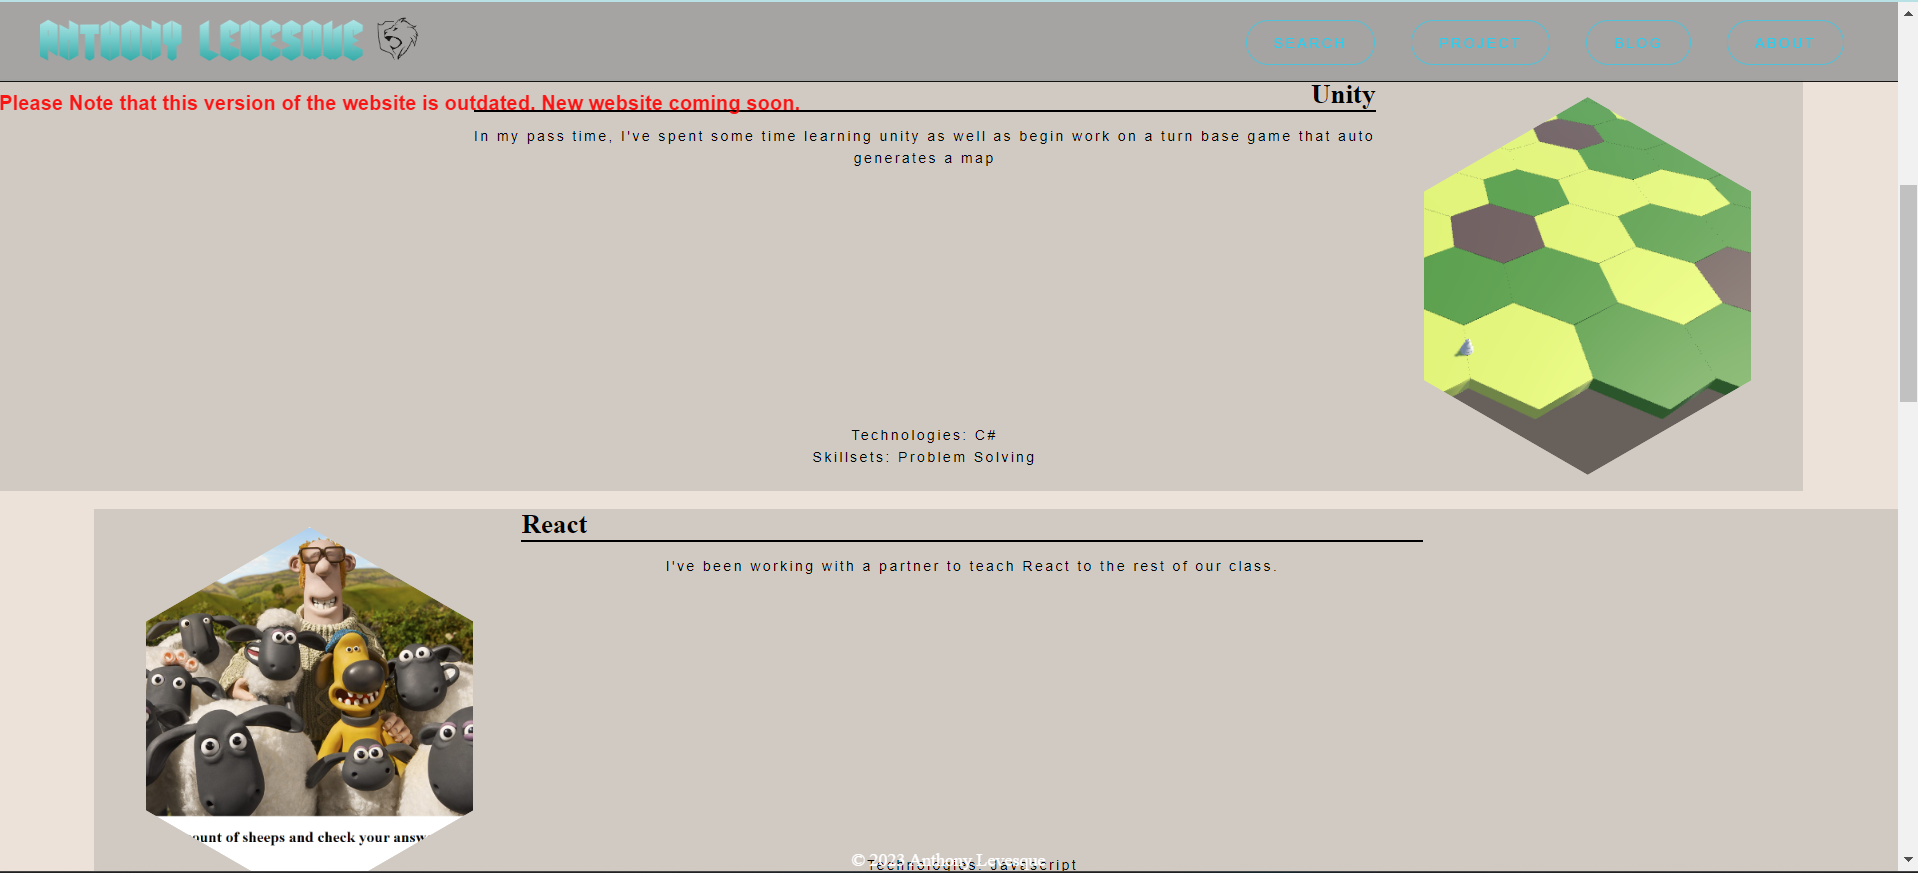 ANTHONY LEVESQUE
SEARCH
PROJECT
BLOG
ABOUT
Please Note that this version of the website is outdated. New website coming soon.
Unity
In my pass time, I've spent some time learning unity as well as begin work on a turn base game that auto
generates a map
Technologies: C#
Skillsets: Problem Solving
React
I've been working with a partner to teach React to the rest of our class.
ount of sheeps and check your answ
Technologies: Javascript
© 2023 Anthony Levesque